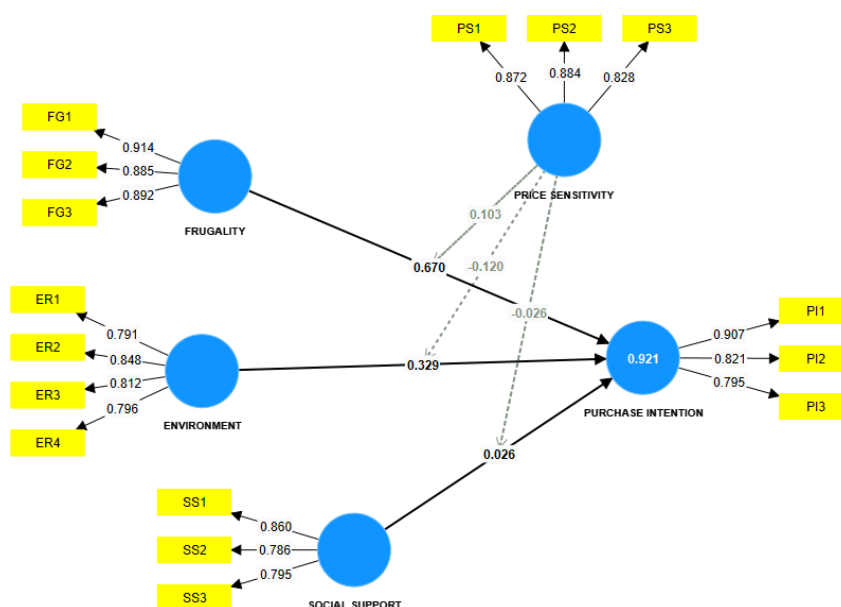 PS1
PS2
PS3
0.872
0.884
0.828
PRICE SENSITIVITY
FG1
FG2
FG3
0.914
0.885
0.892
FRUGALITY
0.103
0.670
-0.120
-0.026
ER1
ER2
ER3
ER4
0.791
0.848
0.812
0.796
ENVIRONMENT
0.329
0.921
PURCHASE INTENTION
0.907
0.821
0.795
PI1
PI2
PI3
0.026
SS1
SS2
SS3
0.860
0.786
0.795
SOCIAL SUPPORT